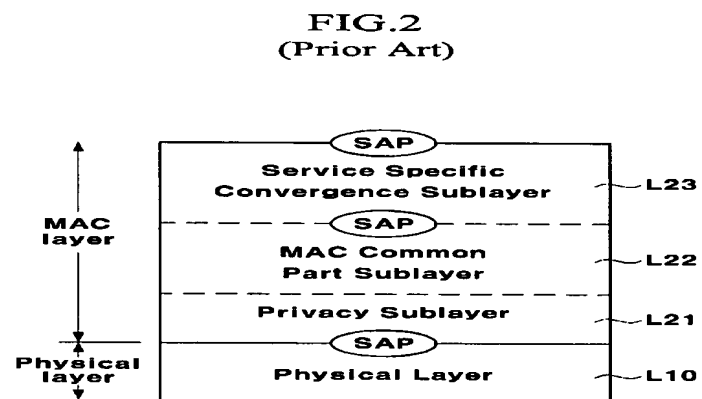 FIG.2
(Prior Art)
SAP
Service Specific
Convergence Sublayer
L23
MAC
layer
SAP
MAC Common
Part Sublayer
L22
Privacy Sublayer
L21
SAP
Physical
layer
Physical Layer
L10